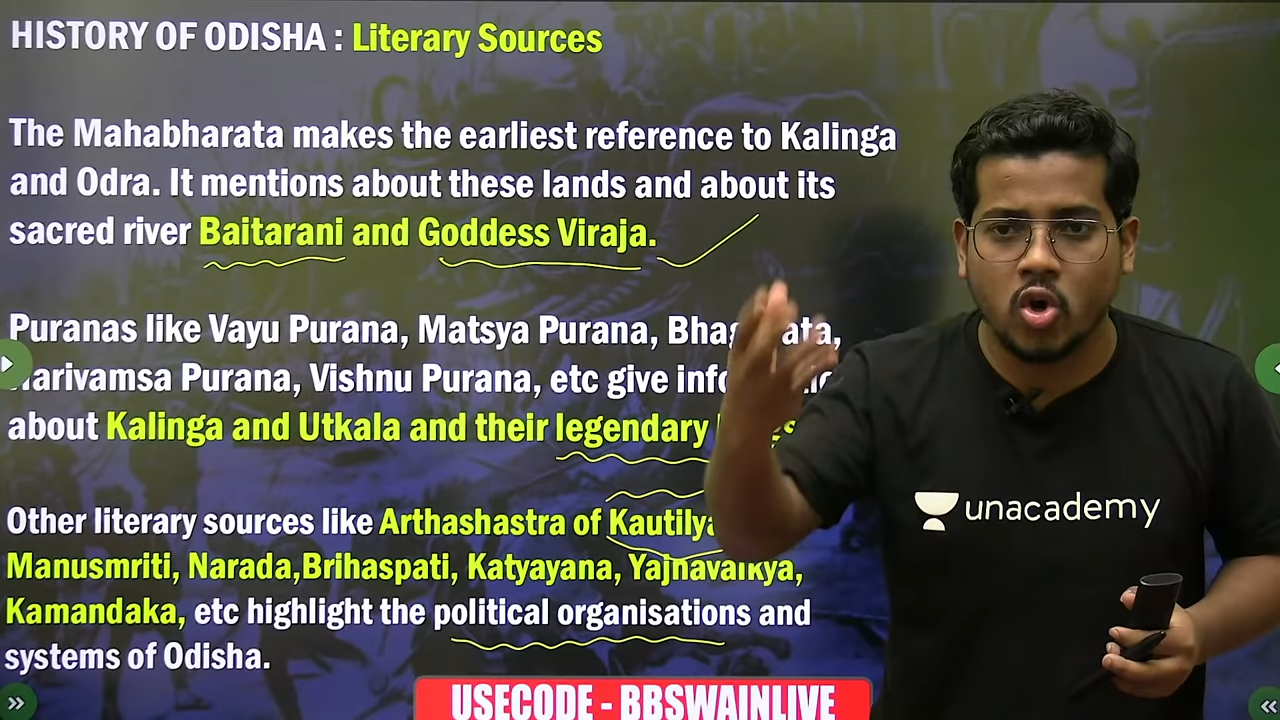 HISTORY OF ODISHA : Literary Sources
The Mahabharata makes the earliest reference to Kalinga
and Odra. It mentions about these lands and about its
sacred river Baitarani and Goddess Viraja.
Puranas like Vayu Purana, Matsya Purana,
Harivamsa Purana, Vishnu Purana, etc give
about Kalinga and Utkala and their legendary
Other literary sources like Arthashastra of Kautilya
Manusmriti, Narada,Brihaspati, Katyayana, Yajnavalkya,
Kamandaka, etc highlight the political organisations and
systems of Odisha.
unacademy
USECODE - BBSWAINLIVE